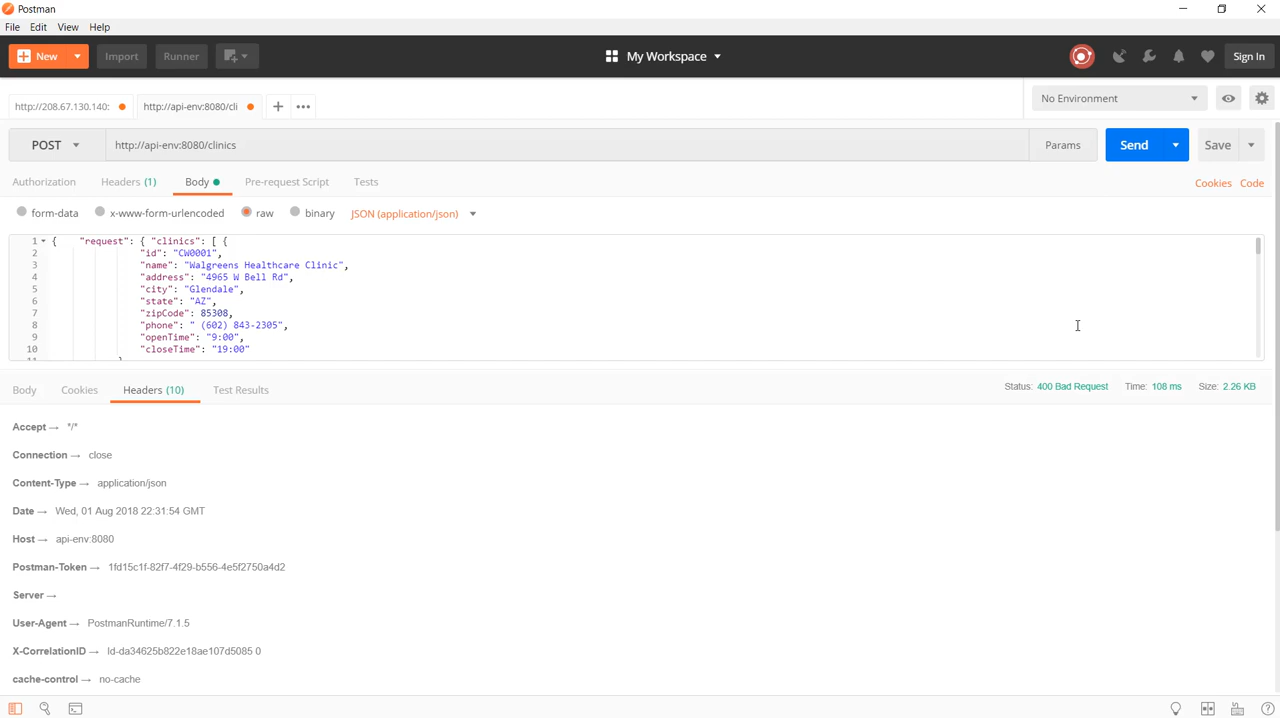 Postman
File Edit View Help
New Import Runner My Workspace Sign In
http://208.67.130.140: http://api-env:8080/cli No Environment
POST http://api-env:8080/clinics Params Send Save
Authorization Headers (1) Body Pre-request Script Tests Cookies Code
form-data x-www-form-urlencoded raw binary JSON (application/json)
1 { "request": { "clinics": [ {
2 "id": "CW0001",
3 "name": "Walgreens Healthcare Clinic",
4 "address": "4965 W Bell Rd",
5 "city": "Glendale",
6 "state": "AZ",
7 "zipCode": 85308,
8 "phone": " (602) 843-2305",
9 "openTime": "9:00",
10 "closeTime": "19:00"
Body Cookies Headers (10) Test Results Status: 400 Bad Request Time: 108 ms Size: 2.26 KB
Accept → */*
Connection → close
Content-Type → application/json
Date → Wed, 01 Aug 2018 22:31:54 GMT
Host → api-env:8080
Postman-Token → 1fd15c1f-82f7-4f29-b556-4e5f2750a4d2
Server →
User-Agent → PostmanRuntime/7.1.5
X-CorrelationID → Id-da34625b822e18ae107d5085 0
cache-control → no-cache